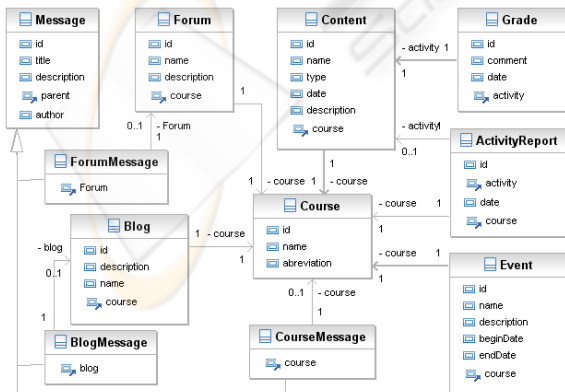 Message
id
title
description
parent
author
Forum
id
name
description
course
Content
id
name
type
date
description
course
Grade
id
comment
date
activity
- activity 1
1
0..1
- Forum
1
1
- activity
1
0..1
ActivityReport
id
activity
date
course
ForumMessage
Forum
1 - course
1
1 - course
Course
id
name
abreviation
- course 1
1
Blog
id
description
name
course
1 - course
1
- blog
0..1
1
- course 1
1
Event
id
name
description
beginDate
endDate
course
0..1 - course
1
BlogMessage
blog
CourseMessage
course